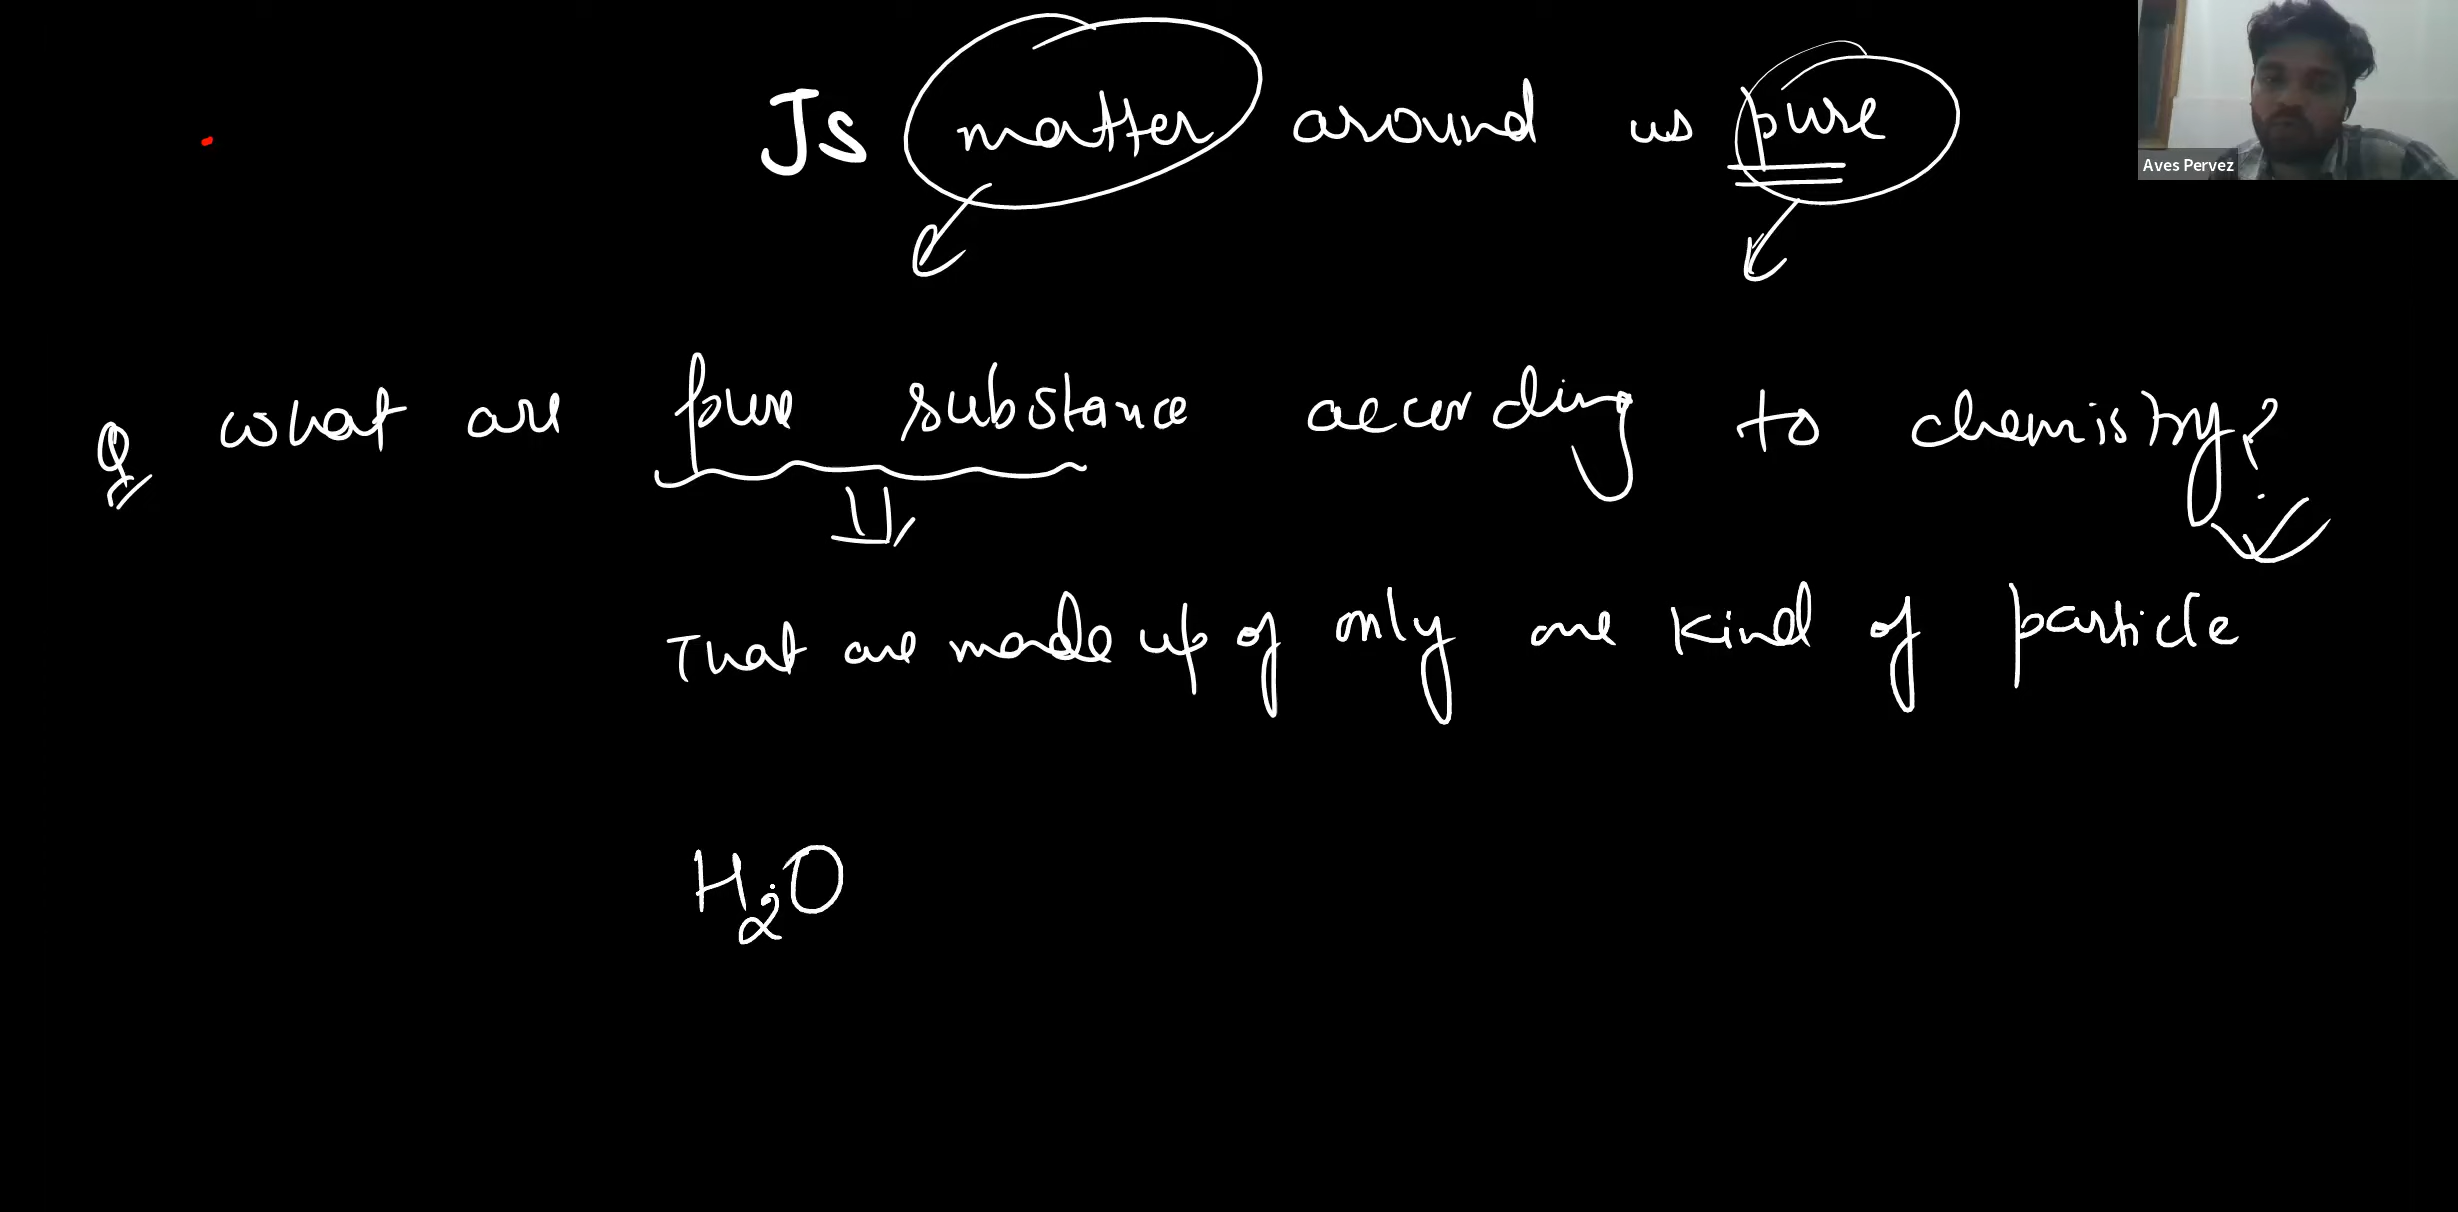 Is matter around us pure
Aves Pervez
Q What are pure substance according to chemistry?
That are made up of only one kind of particle
H₂O